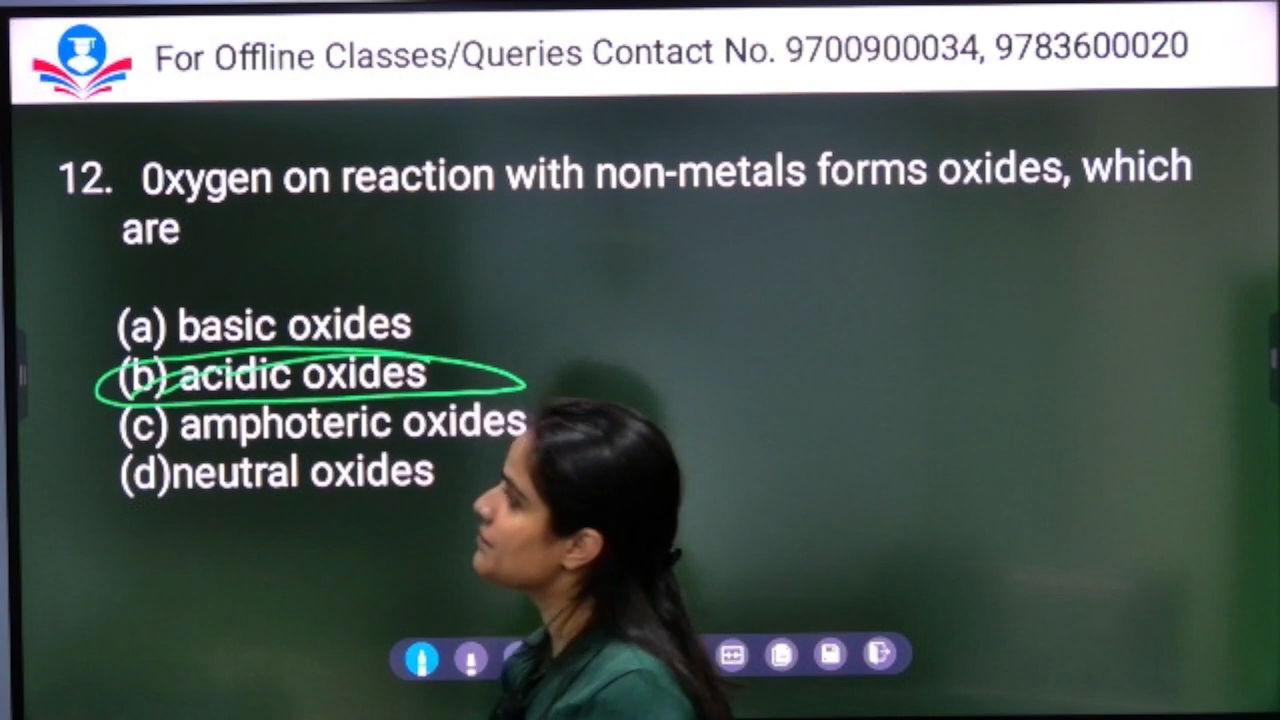 For Offline Classes/Queries Contact No. 9700900034, 9783600020
12. 0xygen on reaction with non-metals forms oxides, which
are
(a) basic oxides
(b) acidic oxides
(c) amphoteric oxides
(d)neutral oxides